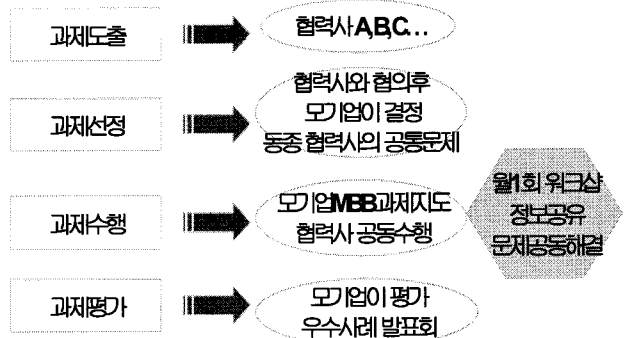 과제도출
협력사 A,B,C...
과제선정
협력사와 협의후
모기업이 결정
동종 협력사의 공통문제
과제수행
모기업MBB과제지도
협력사 공동수행
월1회 워크샵
정보공유
문제공동해결
과제평가
모기업이 평가
우수사례 발표회